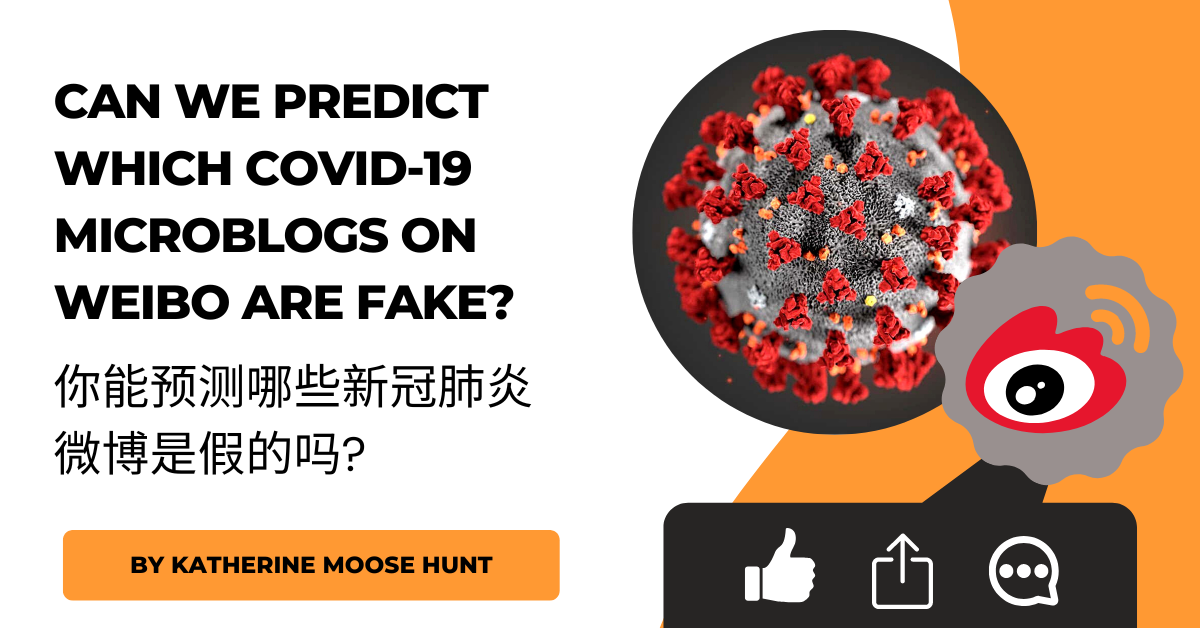 CAN WE PREDICT
WHICH COVID-19
MICROBLOGS ON
WEIBO ARE FAKE?
你能预测哪些新冠肺炎
微博是假的吗?
BY KATHERINE MOOSE HUNT